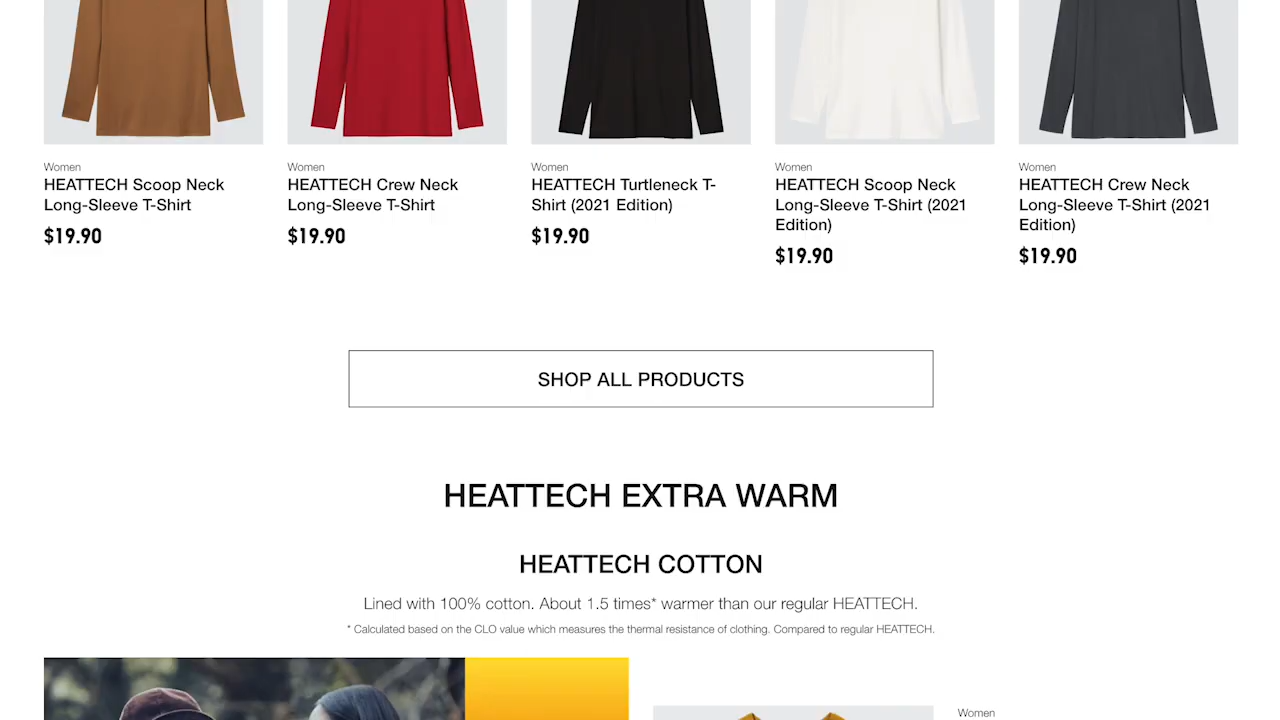 Women
HEATTECH Scoop Neck
Long-Sleeve T-Shirt
$19.90
Women
HEATTECH Crew Neck
Long-Sleeve T-Shirt
$19.90
Women
HEATTECH Turtleneck T-
Shirt (2021 Edition)
$19.90
Women
HEATTECH Scoop Neck
Long-Sleeve T-Shirt (2021
Edition)
$19.90
Women
HEATTECH Crew Neck
Long-Sleeve T-Shirt (2021
Edition)
$19.90
SHOP ALL PRODUCTS
HEATTECH EXTRA WARM
HEATTECH COTTON
Lined with 100% cotton. About 1.5 times* warmer than our regular HEATTECH.
* Calculated based on the CLO value which measures the thermal resistance of clothing. Compared to regular HEATTECH.
Women